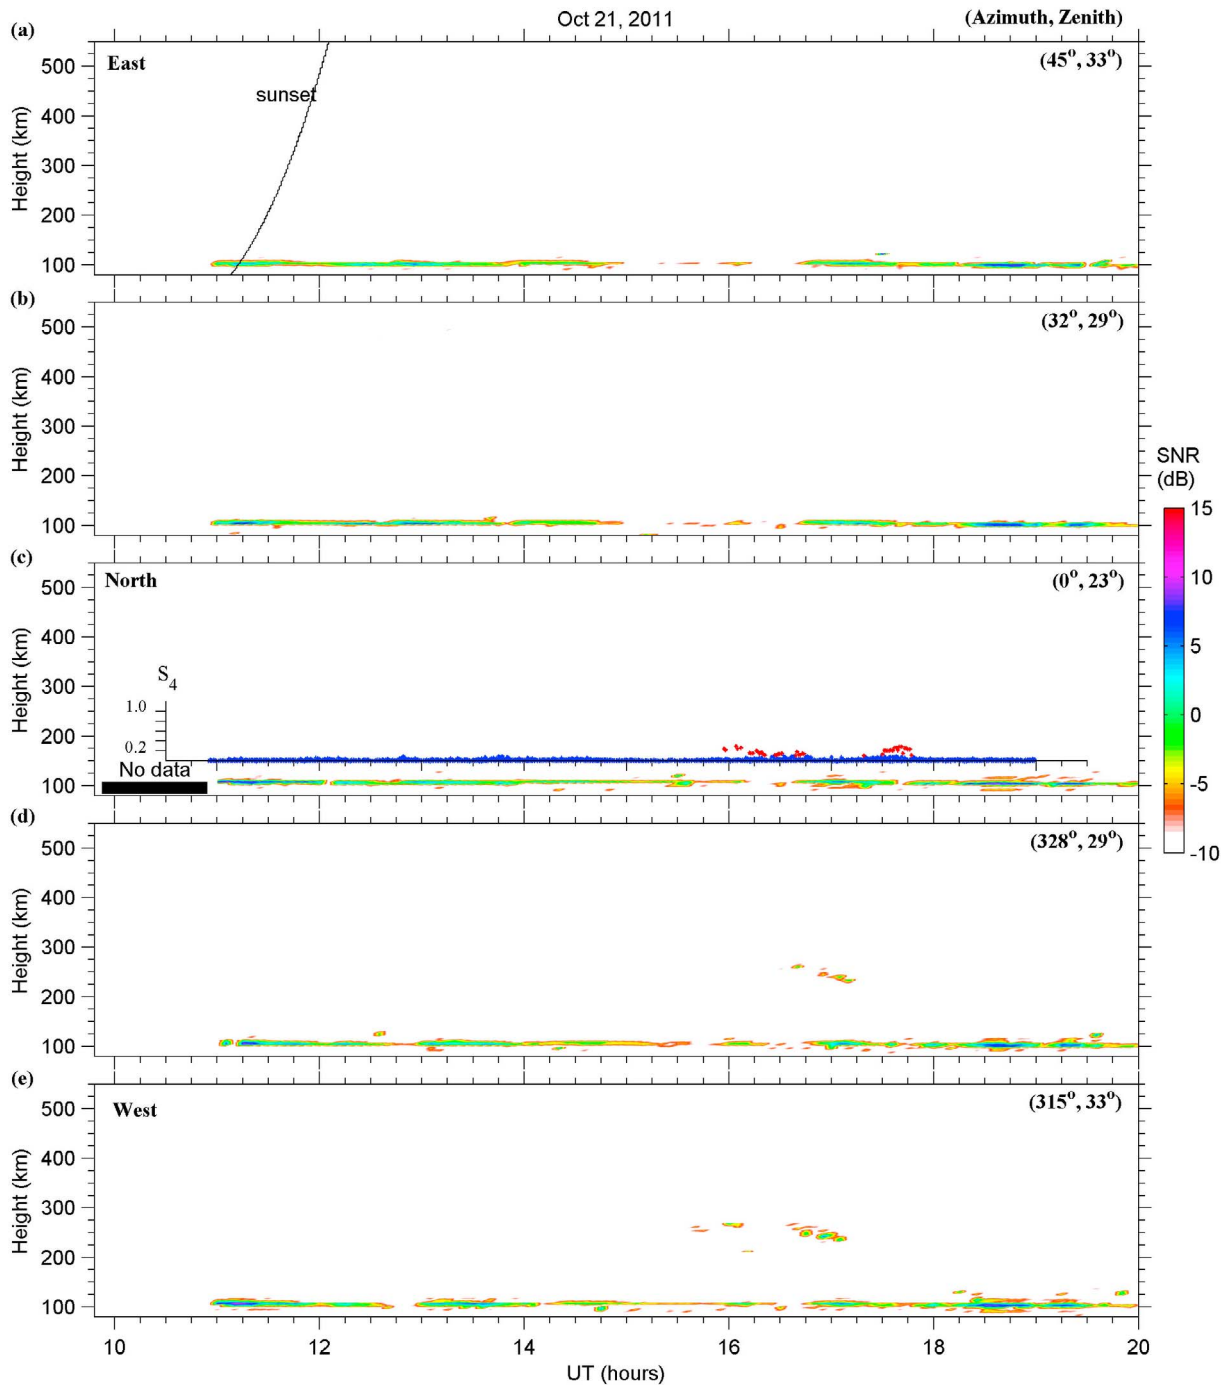 Oct 21, 2011
(Azimuth, Zenith)
(a)
East
(45°, 33°)
sunset
500
400
300
200
100
Height (km)
(b)
(32°, 29°)
500
400
300
200
100
Height (km)
(c)
North
(0°, 23°)
500
400
300
200
100
Height (km)
S4
1.0
0.2
No data
SNR
(dB)
15
10
5
0
-5
-10
(d)
(328°, 29°)
500
400
300
200
100
Height (km)
(e)
West
(315°, 33°)
500
400
300
200
100
Height (km)
10 12 14 16 18 20
UT (hours)